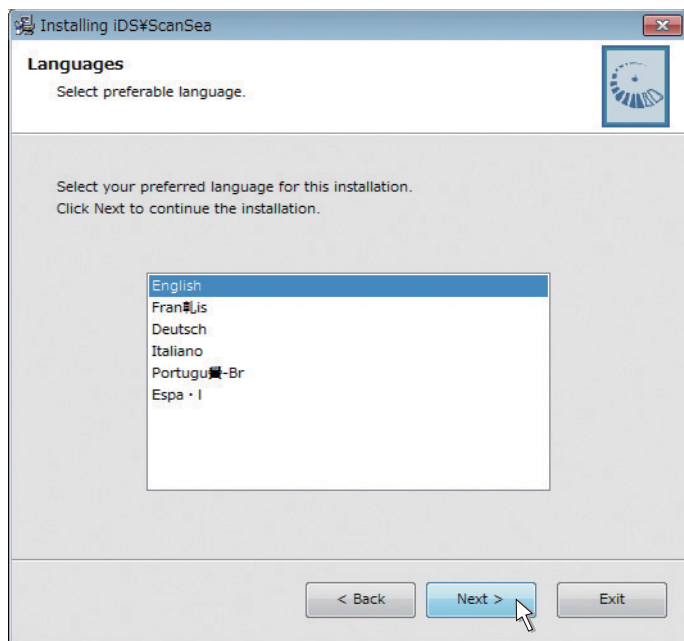 Installing iDS¥ScanSea
Languages
Select preferable language.
Select your preferred language for this installation.
Click Next to continue the installation.
English
Deutsch
Italiano
Espa・l
< Back
Next >
Exit